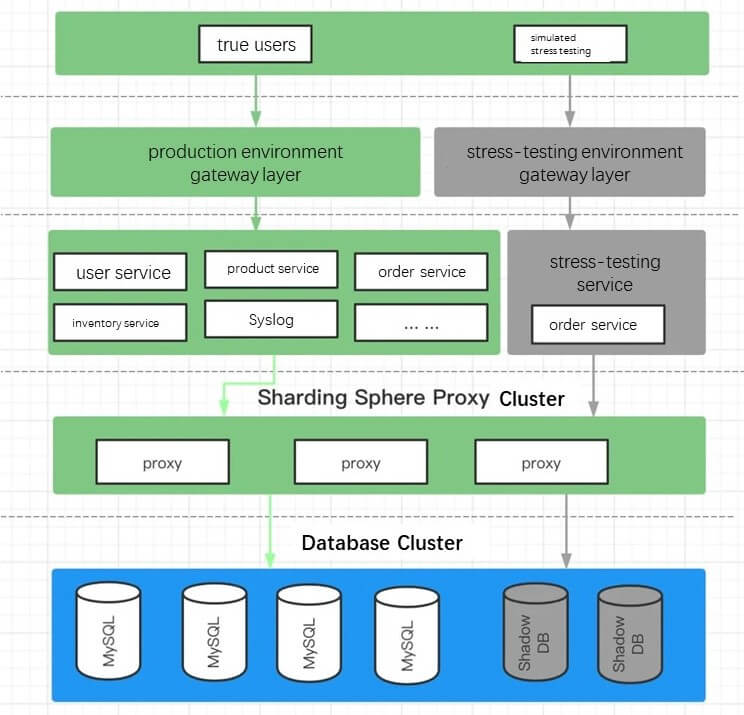 true users
simulated
stress testing
production environment
gateway layer
stress-testing environment
gateway layer
user service
product service
order service
inventory service
Syslog
... ...
stress-testing
service
order service
Sharding Sphere Proxy Cluster
proxy
proxy
proxy
Database Cluster
MySQL
MySQL
MySQL
MySQL
Shadow
DB
Shadow
DB